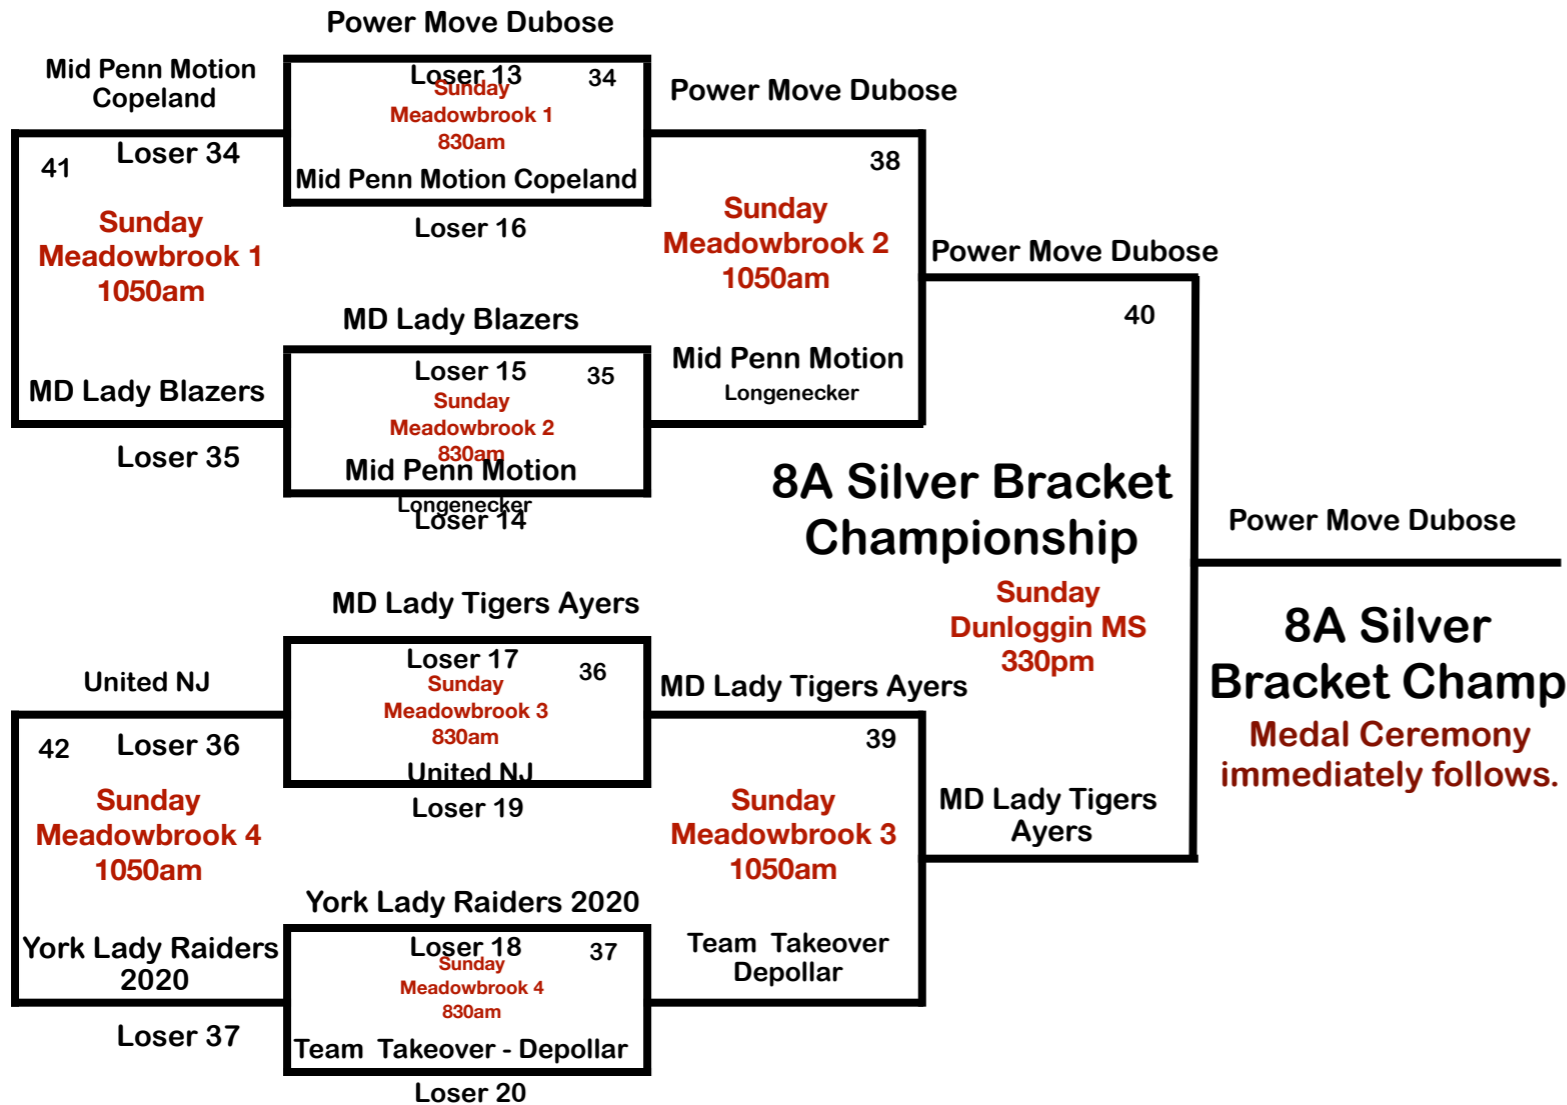 Power Move Dubose
Mid Penn Motion
Copeland
Loser 13
34
Sunday
Meadowbrook 1
830am
Power Move Dubose
41
Loser 34
Mid Penn Motion Copeland
Loser 16
38
Sunday
Meadowbrook 1
1050am
Sunday
Meadowbrook 2
1050am
Power Move Dubose
40
MD Lady Blazers
Loser 15
35
Sunday
Meadowbrook 2
830am
Mid Penn Motion
Longenecker
Loser 14
MD Lady Blazers
Loser 35
Mid Penn Motion
Longenecker
8A Silver Bracket
Championship
Sunday
Dunloggin MS
330pm
Power Move Dubose
8A Silver
Bracket Champ
Medal Ceremony
immediately follows.
MD Lady Tigers Ayers
Loser 17
36
Sunday
Meadowbrook 3
830am
United NJ
Loser 19
United NJ
42
Loser 36
Sunday
Meadowbrook 4
1050am
MD Lady Tigers Ayers
39
Sunday
Meadowbrook 3
1050am
MD Lady Tigers
Ayers
York Lady Raiders 2020
Loser 18
37
Sunday
Meadowbrook 4
830am
Team Takeover - Depollar
Loser 20
York Lady Raiders
2020
Loser 37
Team Takeover
Depollar